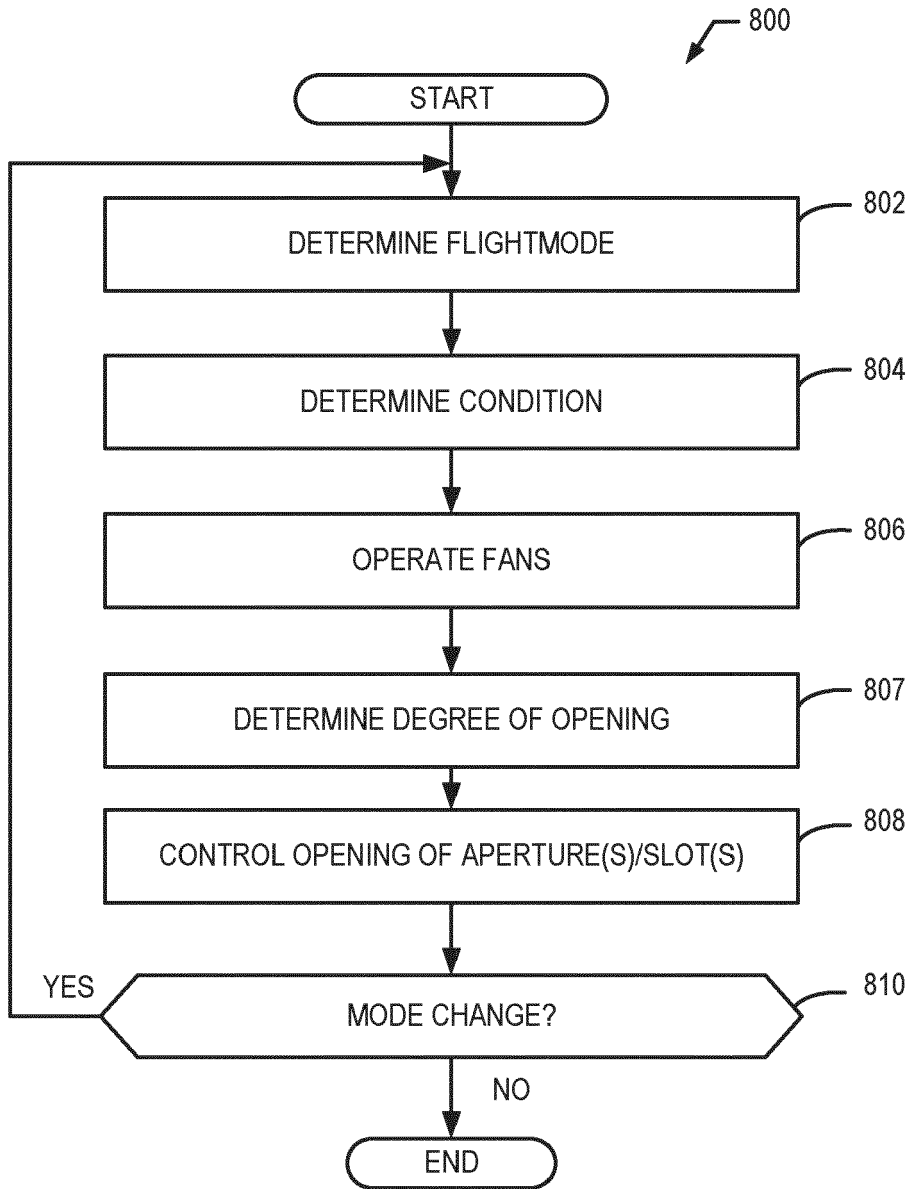 800
START
802
DETERMINE FLIGHTMODE
804
DETERMINE CONDITION
806
OPERATE FANS
807
DETERMINE DEGREE OF OPENING
808
CONTROL OPENING OF APERTURE(S)/SLOT(S)
YES
810
MODE CHANGE?
NO
END